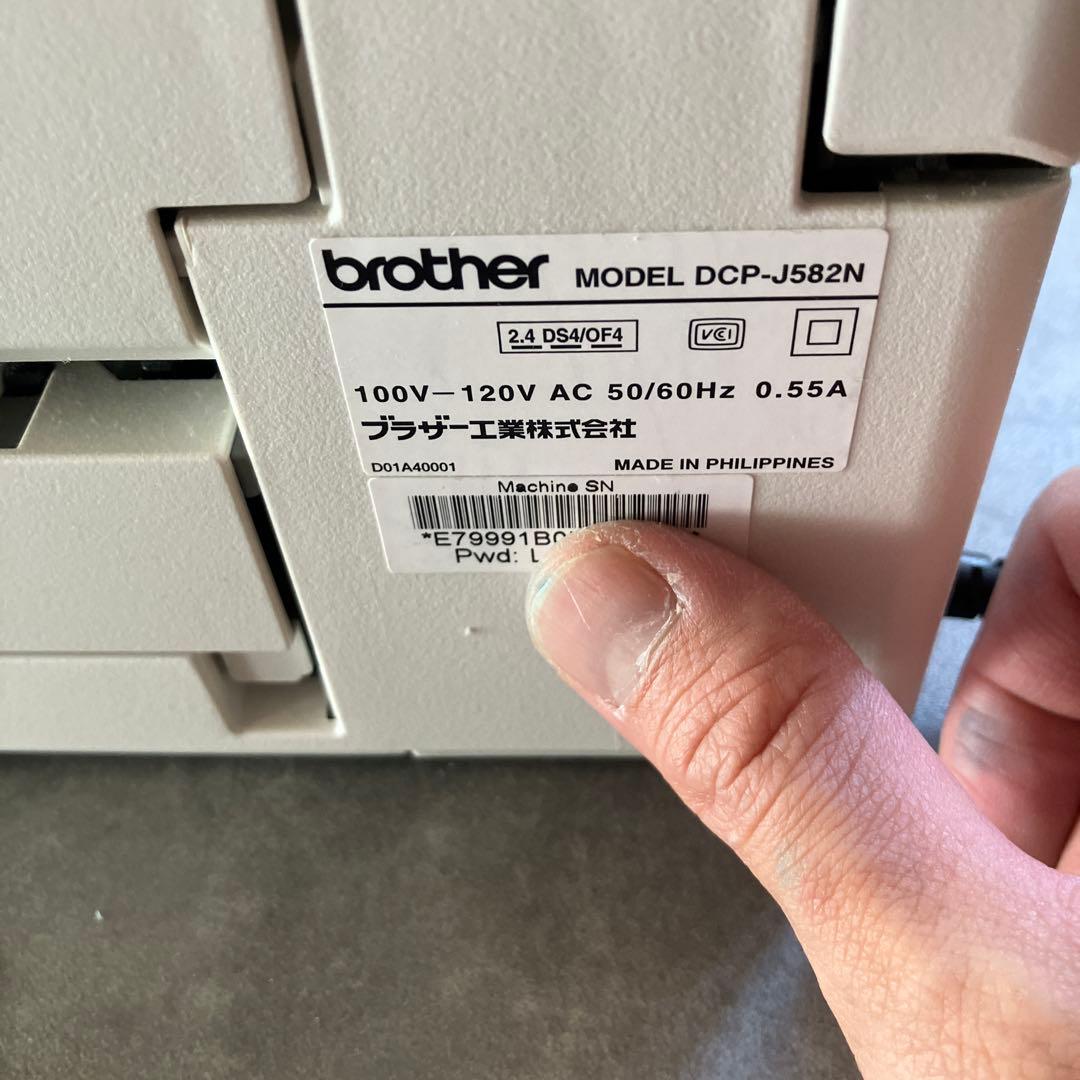 brother MODEL DCP-J582N
2.4 DS4/OF4 VCCI
100V-120V AC 50/60Hz 0.55A
ブラザー工業株式会社
D01A40001 MADE IN PHILIPPINES
Machine SN
Pwd: